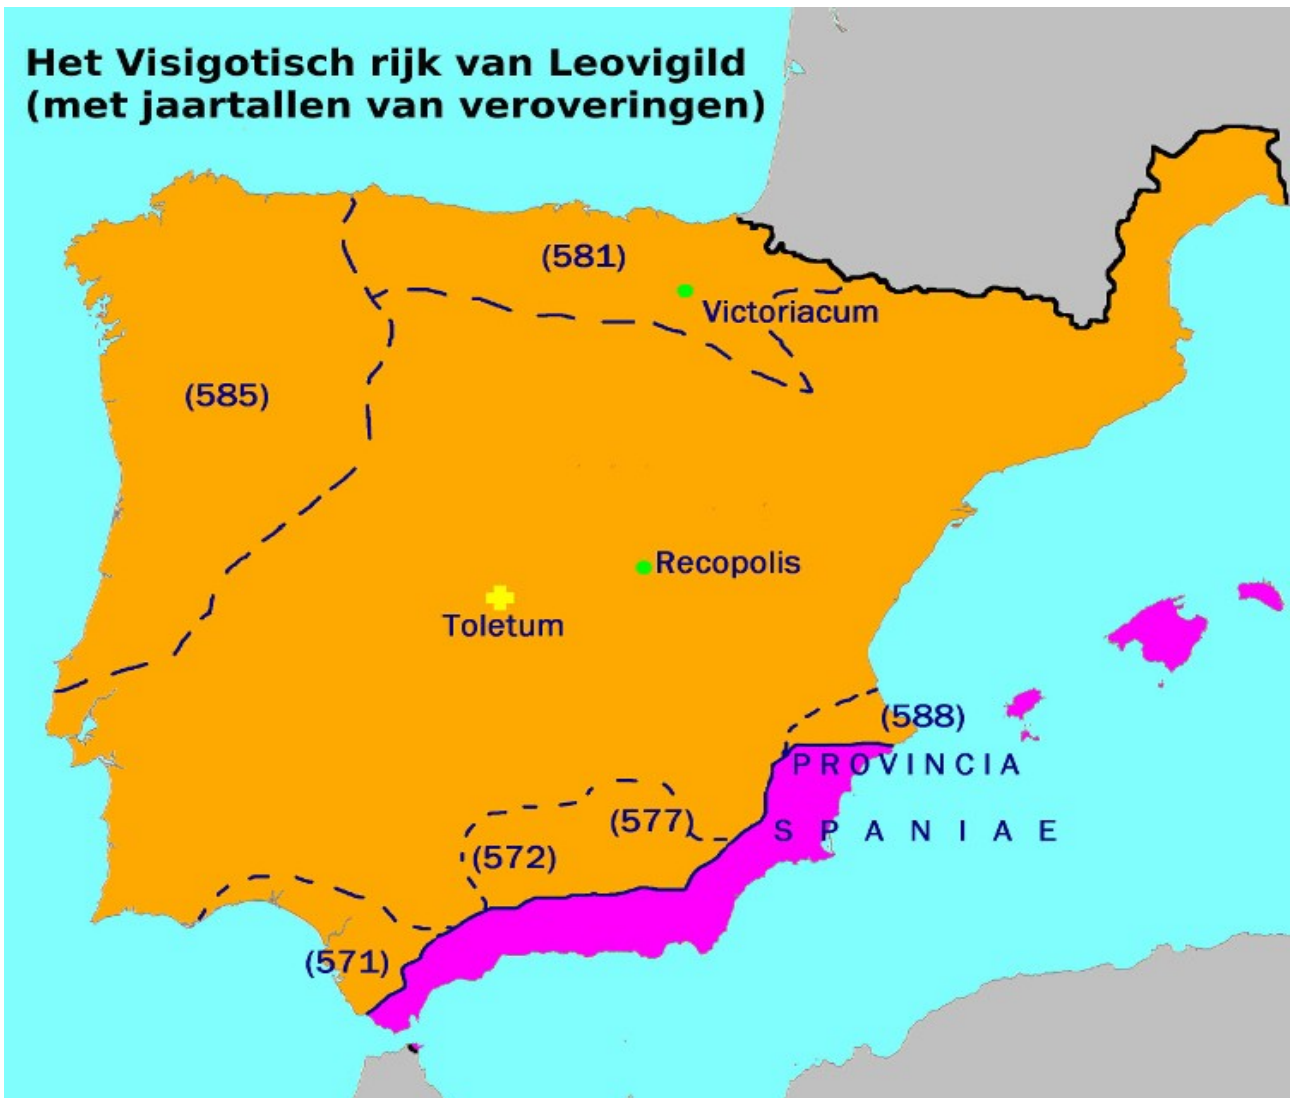 Het Visigotisch rijk van Leovigild
(met jaartallen van veroveringen)
(581)
Victoriacum
(585)
Recopolis
Toletum
(588)
PROVINCIA
SPANIAE
(577)
(572)
(571)